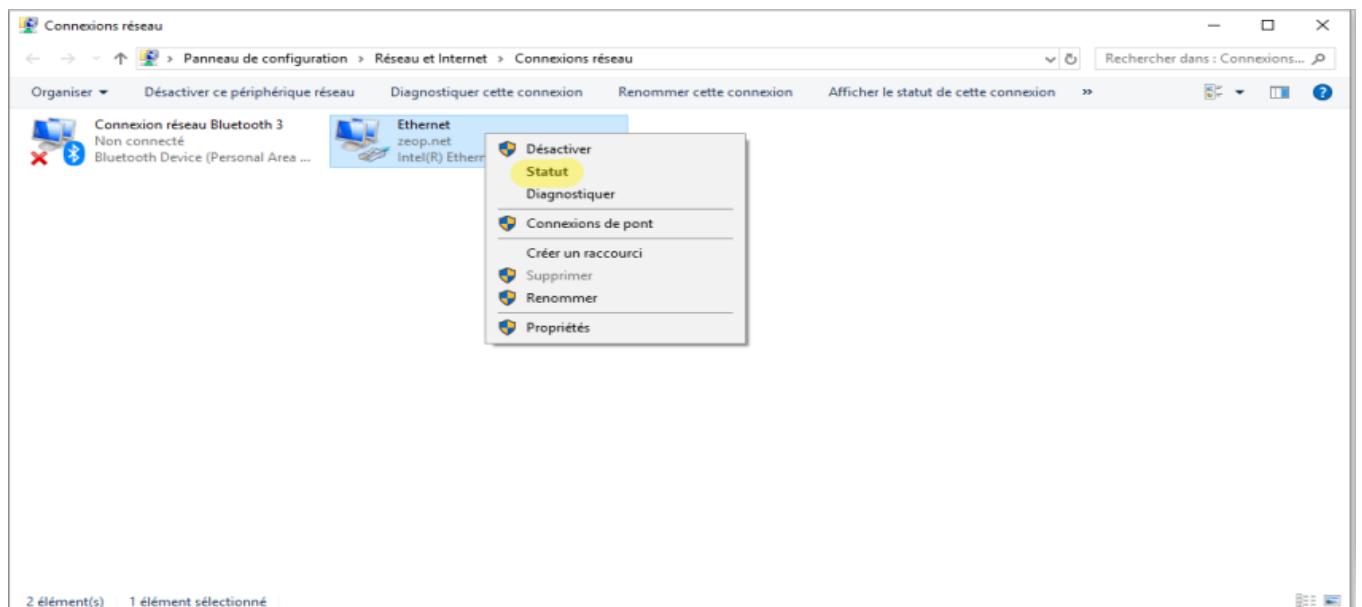 Connexions réseau
Panneau de configuration > Réseau et Internet > Connexions réseau
Rechercher dans : Connexions...
Organiser Désactiver ce périphérique réseau Diagnostiquer cette connexion Renommer cette connexion Afficher le statut de cette connexion »
Connexion réseau Bluetooth 3
Non connecté
Bluetooth Device (Personal Area ...
Ethernet
zeop.net
Intel(R) Ethern
Désactiver
Statut
Diagnostiquer
Connexions de pont
Créer un raccourci
Supprimer
Renommer
Propriétés
2 élément(s) 1 élément sélectionné